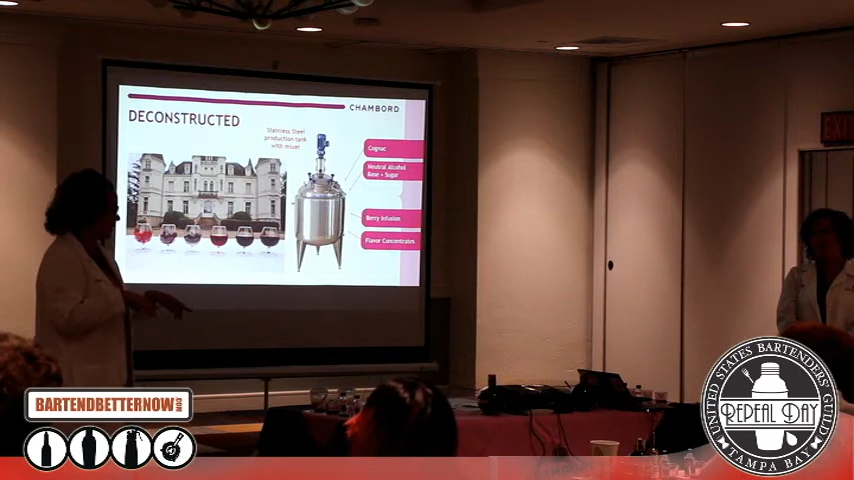 CHAMBORD
DECONSTRUCTED
Stainless Steel
production tank
with mixer
Cognac
Neutral Alcohol
Base + Sugar
Berry Infusion
Flavor Concentrates
EXIT
BARTENDBETTERNOW.COM
UNITED STATES BARTENDERS' GUILD
REPEAL DAY
TAMPA BAY